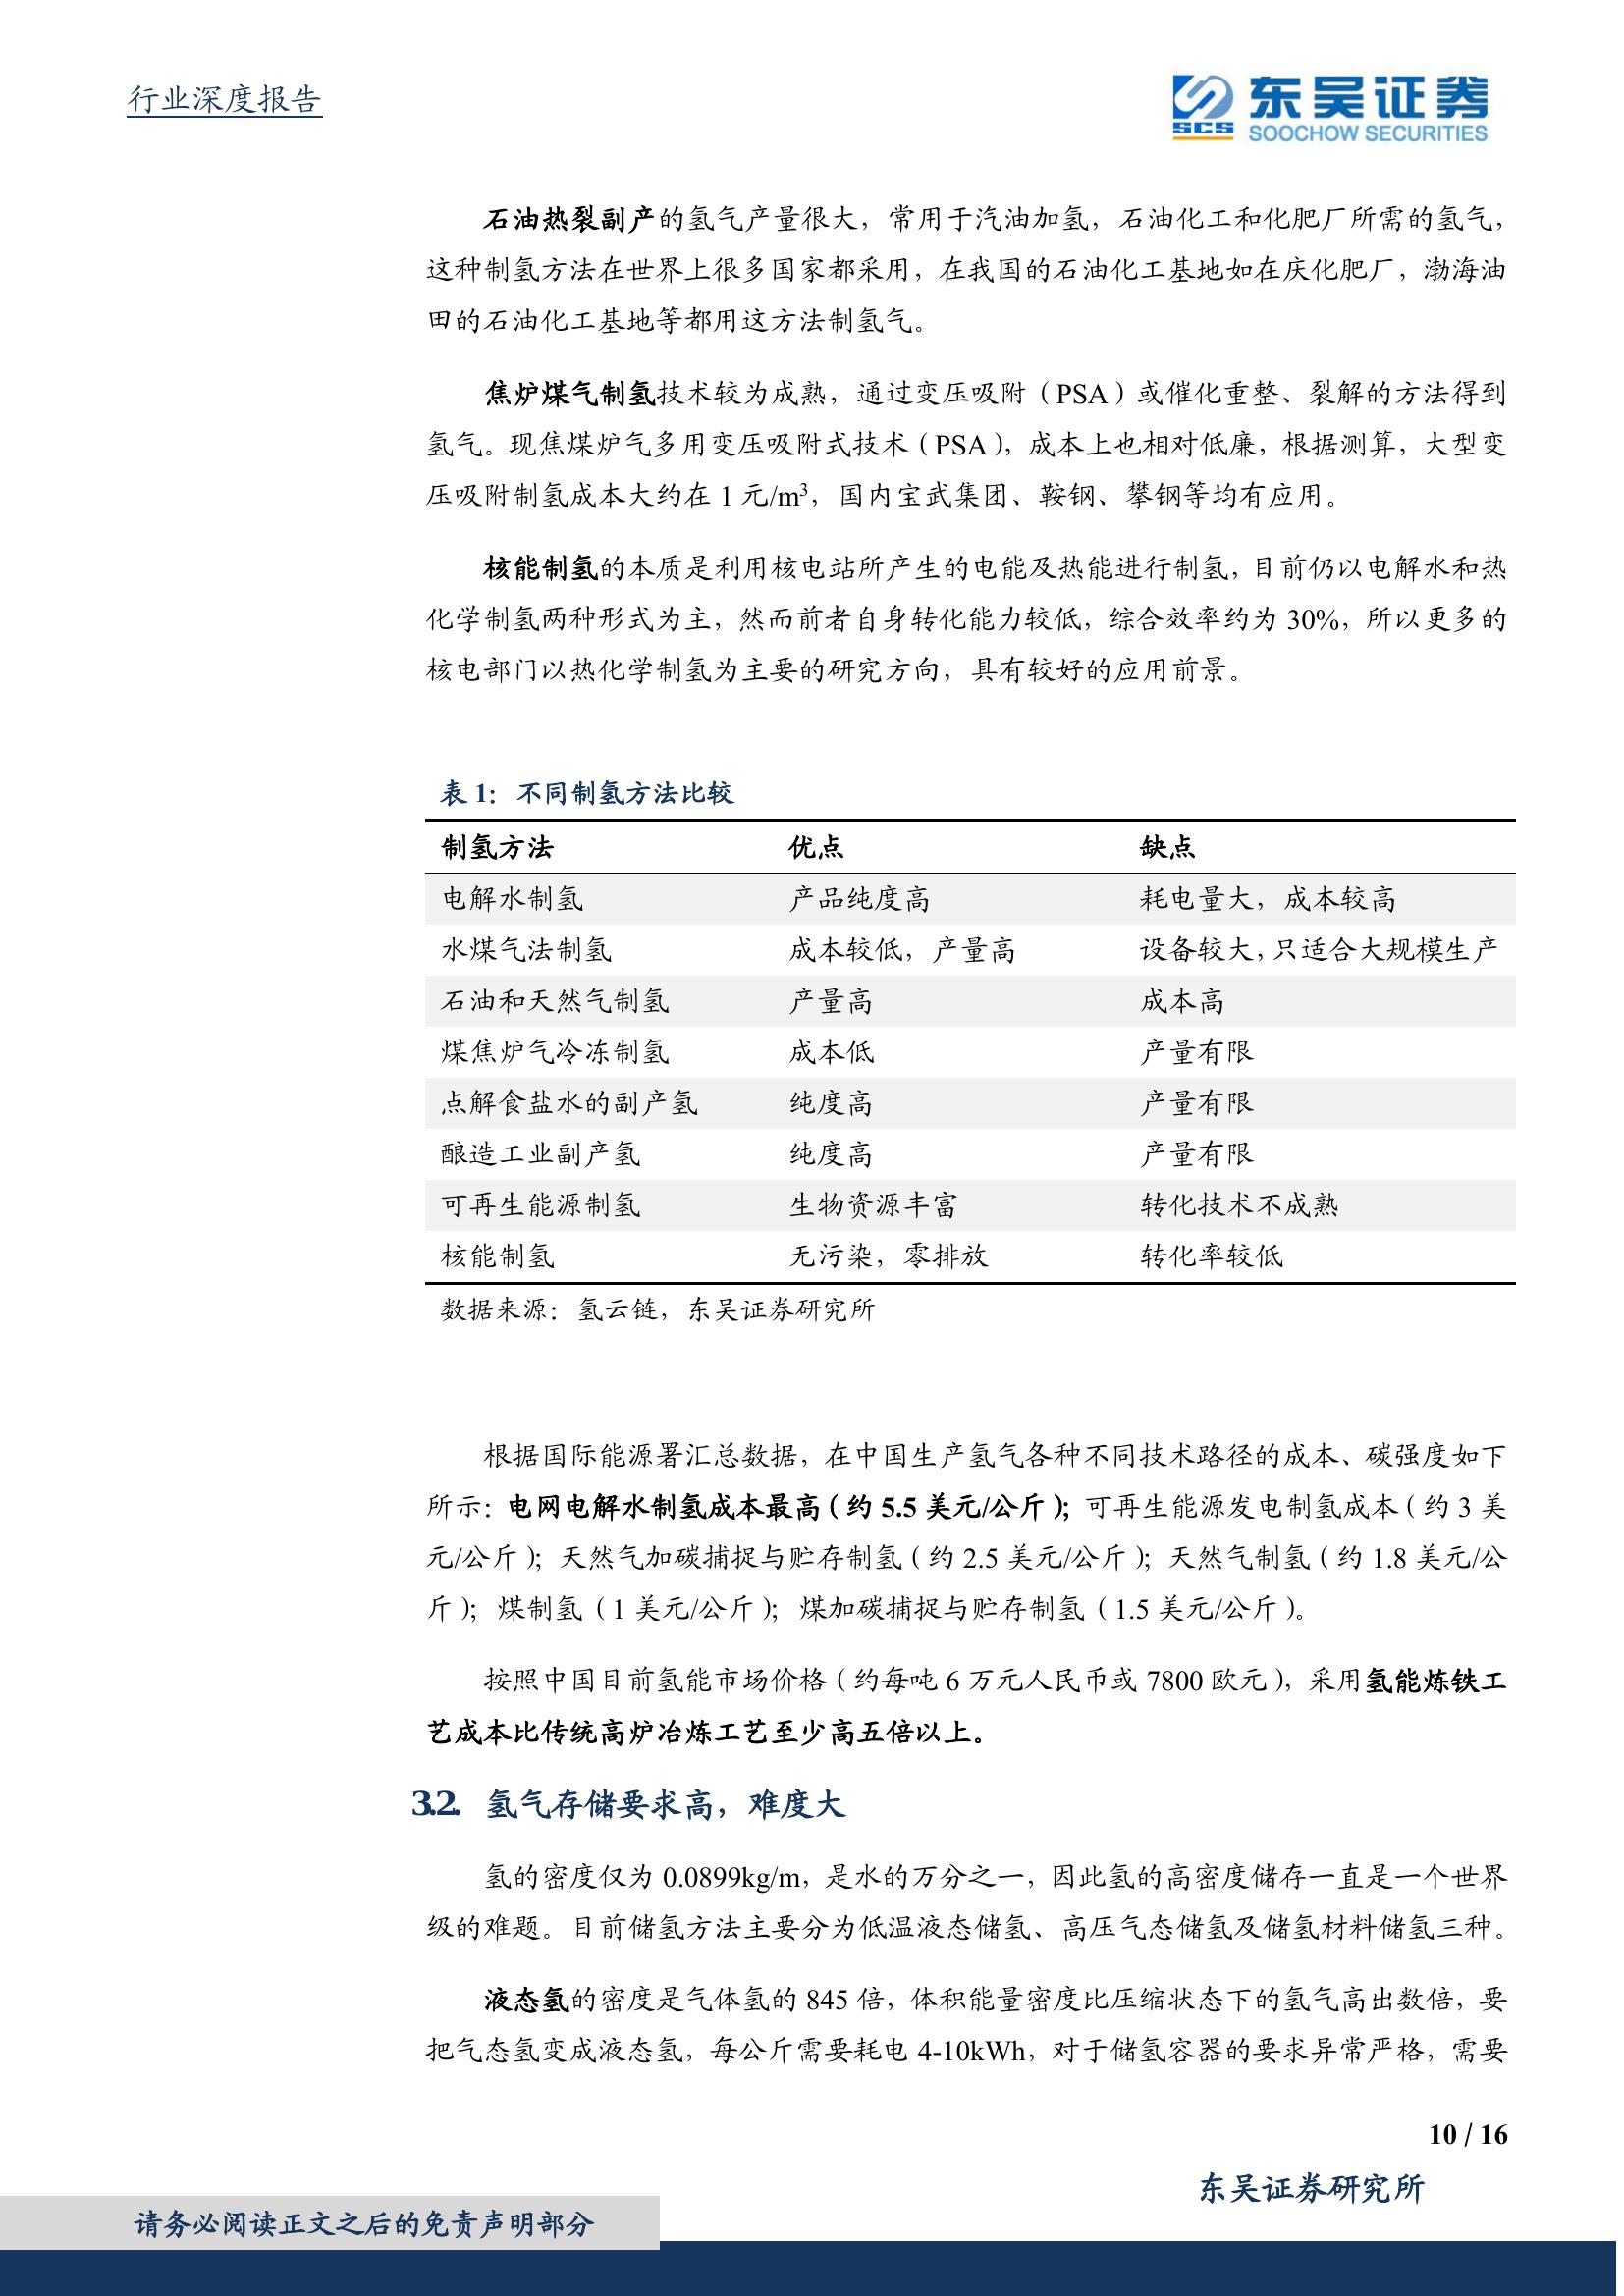 行业深度报告
东吴证券
SCS
SOOCHOW SECURITIES
石油热裂副产的氢气产量很大，常用于汽油加氢，石油化工和化肥厂所需的氢气，
这种制氢方法在世界上很多国家都采用，在我国的石油化工基地如在庆化肥厂，渤海油
田的石油化工基地等都用这方法制氢气。
焦炉煤气制氢技术较为成熟，通过变压吸附（PSA）或催化重整、裂解的方法得到
氢气。现焦煤炉气多用变压吸附式技术（PSA），成本上也相对低廉，根据测算，大型变
压吸附制氢成本大约在 1 元/m³，国内宝武集团、鞍钢、攀钢等均有应用。
核能制氢的本质是利用核电站所产生的电能及热能进行制氢，目前仍以电解水和热
化学制氢两种形式为主，然而前者自身转化能力较低，综合效率约为 30%，所以更多的
核电部门以热化学制氢为主要的研究方向，具有较好的应用前景。
表 1：不同制氢方法比较
制氢方法 优点 缺点
电解水制氢 产品纯度高 耗电量大，成本较高
水煤气法制氢 成本较低，产量高 设备较大，只适合大规模生产
石油和天然气制氢 产量高 成本高
煤焦炉气冷冻制氢 成本低 产量有限
点解食盐水的副产氢 纯度高 产量有限
酿造工业副产氢 纯度高 产量有限
可再生能源制氢 生物资源丰富 转化技术不成熟
核能制氢 无污染，零排放 转化率较低
数据来源：氢云链，东吴证券研究所
根据国际能源署汇总数据，在中国生产氢气各种不同技术路径的成本、碳强度如下
所示：电网电解水制氢成本最高（约 5.5 美元/公斤）；可再生能源发电制氢成本（约 3 美
元/公斤）；天然气加碳捕捉与贮存制氢（约 2.5 美元/公斤）；天然气制氢（约 1.8 美元/公
斤）；煤制氢（1 美元/公斤）；煤加碳捕捉与贮存制氢（1.5 美元/公斤）。
按照中国目前氢能市场价格（约每吨 6 万元人民币或 7800 欧元），采用氢能炼铁工
艺成本比传统高炉冶炼工艺至少高五倍以上。
3.2. 氢气存储要求高，难度大
氢的密度仅为 0.0899kg/m，是水的万分之一，因此氢的高密度储存一直是一个世界
级的难题。目前储氢方法主要分为低温液态储氢、高压气态储氢及储氢材料储氢三种。
液态氢的密度是气体氢的 845 倍，体积能量密度比压缩状态下的氢气高出数倍，要
把气态氢变成液态氢，每公斤需要耗电 4-10kWh，对于储氢容器的要求异常严格，需要
10 / 16
东吴证券研究所
请务必阅读正文之后的免责声明部分